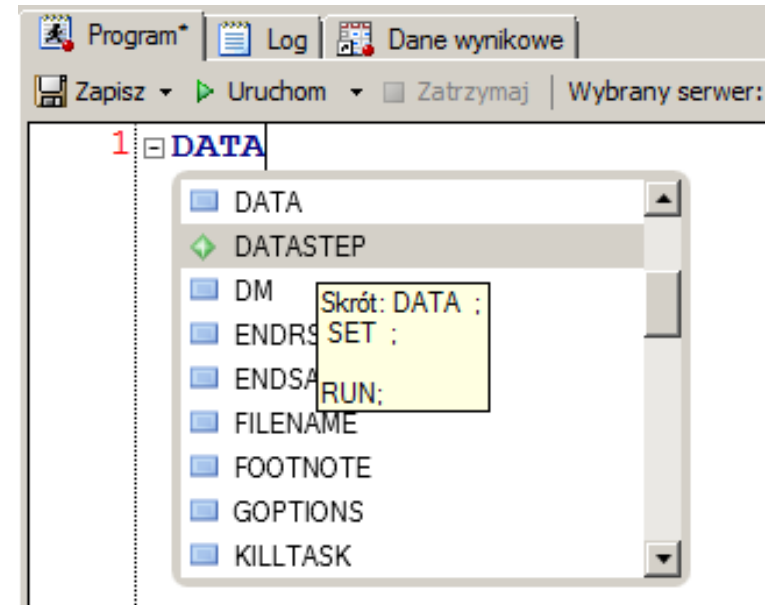 Program* Log Dane wynikowe
Zapisz Uruchom Zatrzymaj Wybrany serwer:
1 DATA
DATA
DATASTEP
DM
Skrót: DATA ;
SET ;
RUN;
ENDRS
ENDSA
FILENAME
FOOTNOTE
GOPTIONS
KILLTASK